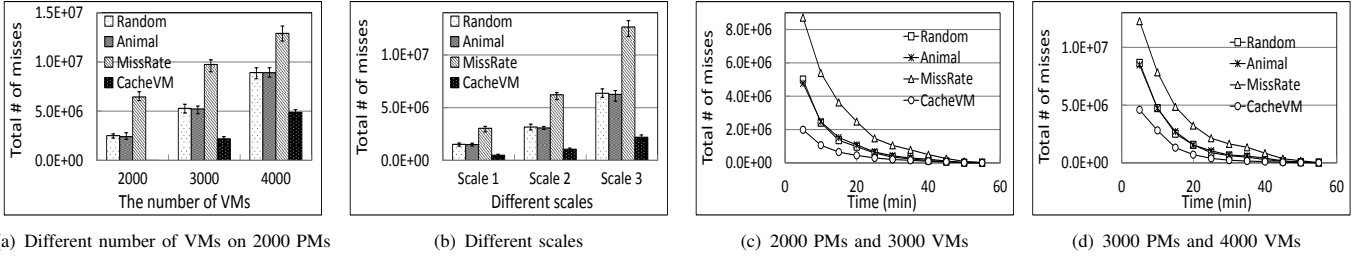 Total # of misses
1.5E+07
1.0E+07
5.0E+06
0.0E+00
Random
Animal
MissRate
CacheVM
2000 3000 4000
The number of VMs
(a) Different number of VMs on 2000 PMs
Total # of misses
1.0E+07
5.0E+06
0.0E+00
Random
Animal
MissRate
CacheVM
Scale 1 Scale 2 Scale 3
Different scales
(b) Different scales
Total # of misses
8.0E+06
6.0E+06
4.0E+06
2.0E+06
0.0E+00
Random
Animal
MissRate
CacheVM
0 20 40 60
Time (min)
(c) 2000 PMs and 3000 VMs
Total # of misses
1.0E+07
5.0E+06
0.0E+00
Random
Animal
MissRate
CacheVM
0 20 40 60
Time (min)
(d) 3000 PMs and 4000 VMs